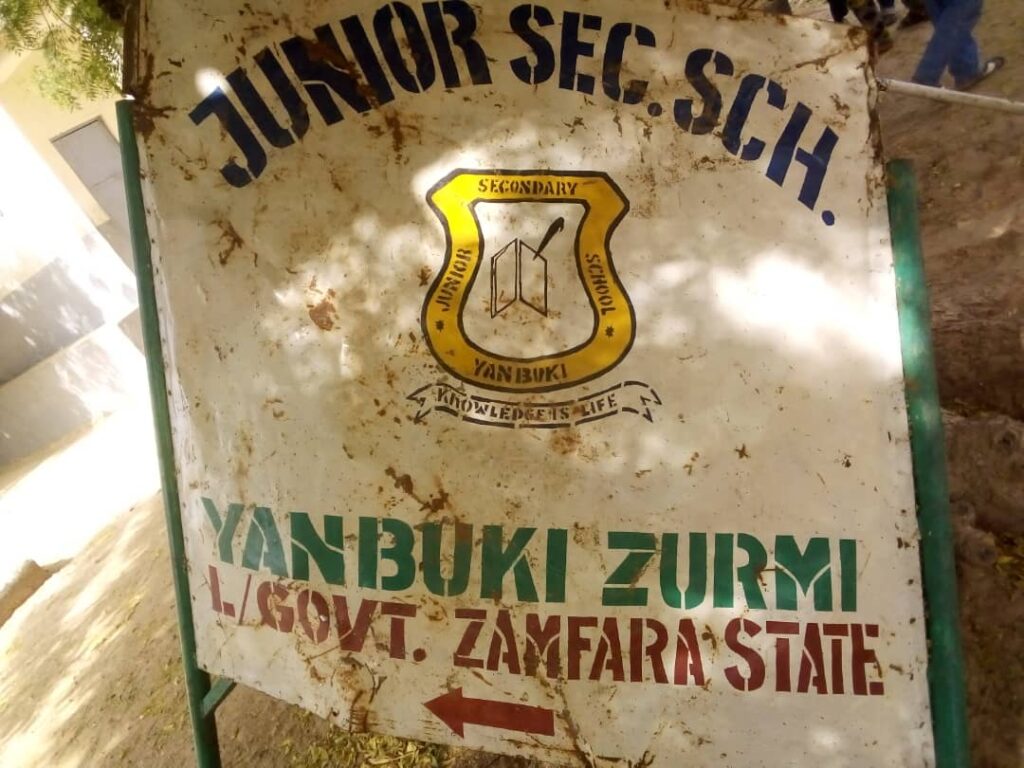 JUNIOR SEC. SCH.
SECONDARY
JUNIOR
SCHOOL
YANBUKI
KNOWLEDGE IS LIFE
YANBUKI ZURMI
L/GOVT. ZAMFARA STATE